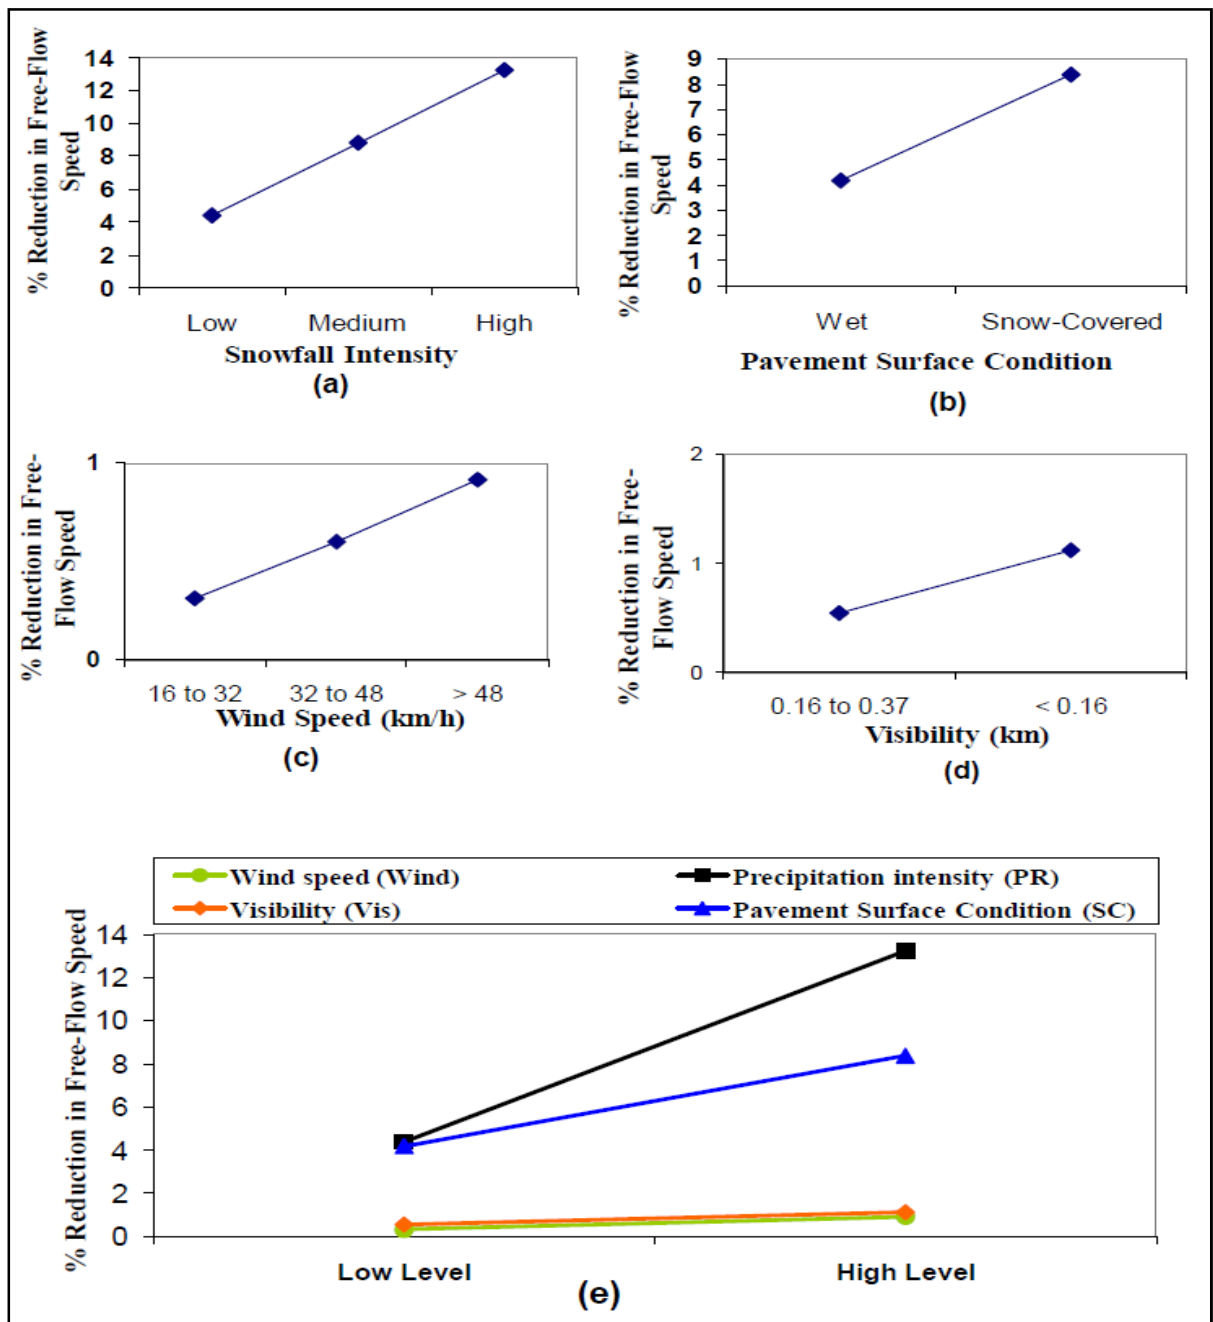 % Reduction in Free-Flow
Speed
14
12
10
8
6
4
2
0
Low Medium High
Snowfall Intensity
(a)
% Reduction in Free-Flow
Speed
9
8
7
6
5
4
3
2
1
0
Wet Snow-Covered
Pavement Surface Condition
(b)
% Reduction in Free-
Flow Speed
1
0
16 to 32 32 to 48 > 48
Wind Speed (km/h)
(c)
% Reduction in Free-
Flow Speed
2
1
0
0.16 to 0.37 < 0.16
Visibility (km)
(d)
Wind speed (Wind) Precipitation intensity (PR)
Visibility (Vis) Pavement Surface Condition (SC)
% Reduction in Free-Flow Speed
14
12
10
8
6
4
2
0
Low Level High Level
(e)